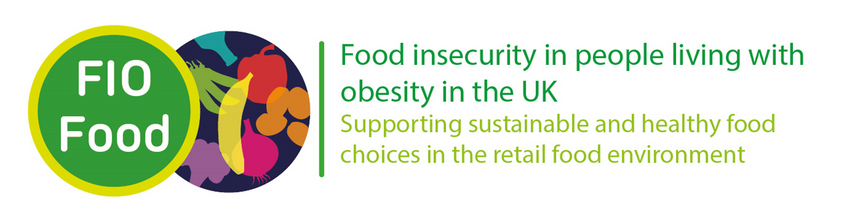 FIO
Food
Food insecurity in people living with
obesity in the UK
Supporting sustainable and healthy food
choices in the retail food environment